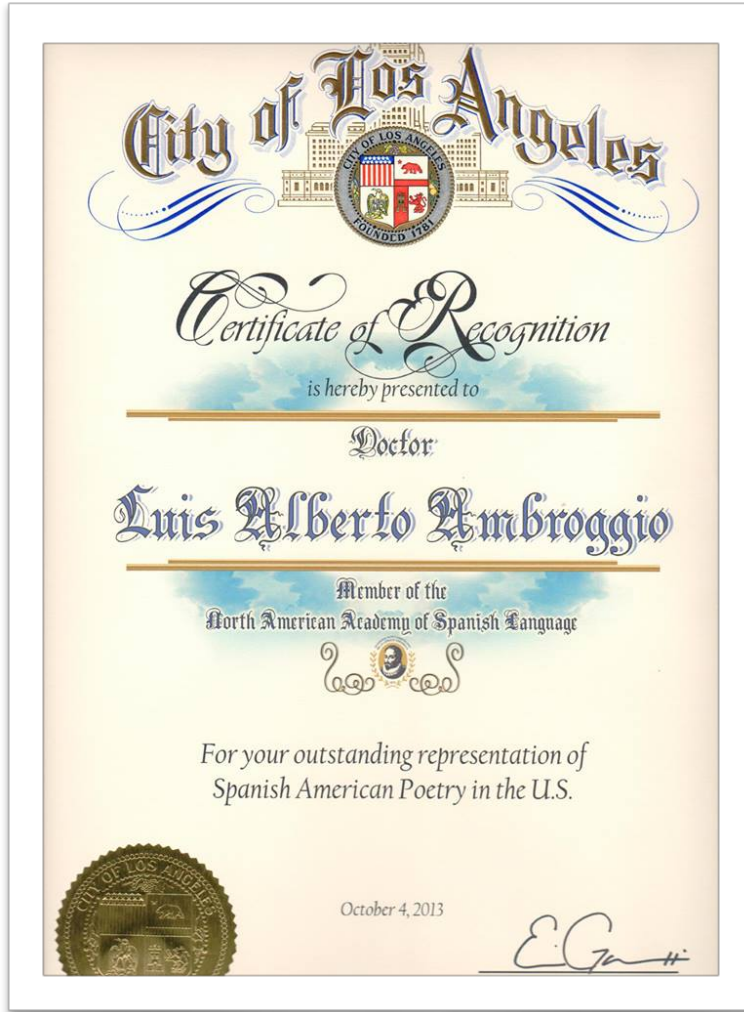 City of Los Angeles
CITY OF LOS ANGELES
FOUNDED 1781
Certificate of Recognition
is hereby presented to
Doctor
Luis Alberto Ambroggio
Member of the
North American Academy of Spanish Language
For your outstanding representation of
Spanish American Poetry in the U.S.
CITY OF LOS ANGELES
October 4, 2013